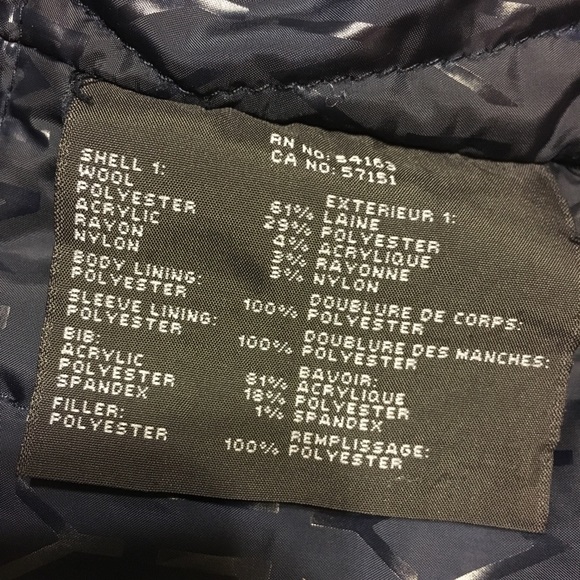 RN NO: 54163
CA NO: 57151
SHELL 1: EXTERIEUR 1:
WOOL 61% LAINE
POLYESTER 29% POLYESTER
ACRYLIC 4% ACRYLIQUE
RAYON 3% RAYONNE
NYLON 3% NYLON
BODY LINING: DOUBLURE DE CORPS:
POLYESTER 100% POLYESTER
SLEEVE LINING: DOUBLURE DES MANCHES:
POLYESTER 100% POLYESTER
BIB: BAVOIR:
ACRYLIC 81% ACRYLIQUE
POLYESTER 18% POLYESTER
SPANDEX 1% SPANDEX
FILLER: REMPLISSAGE:
POLYESTER 100% POLYESTER